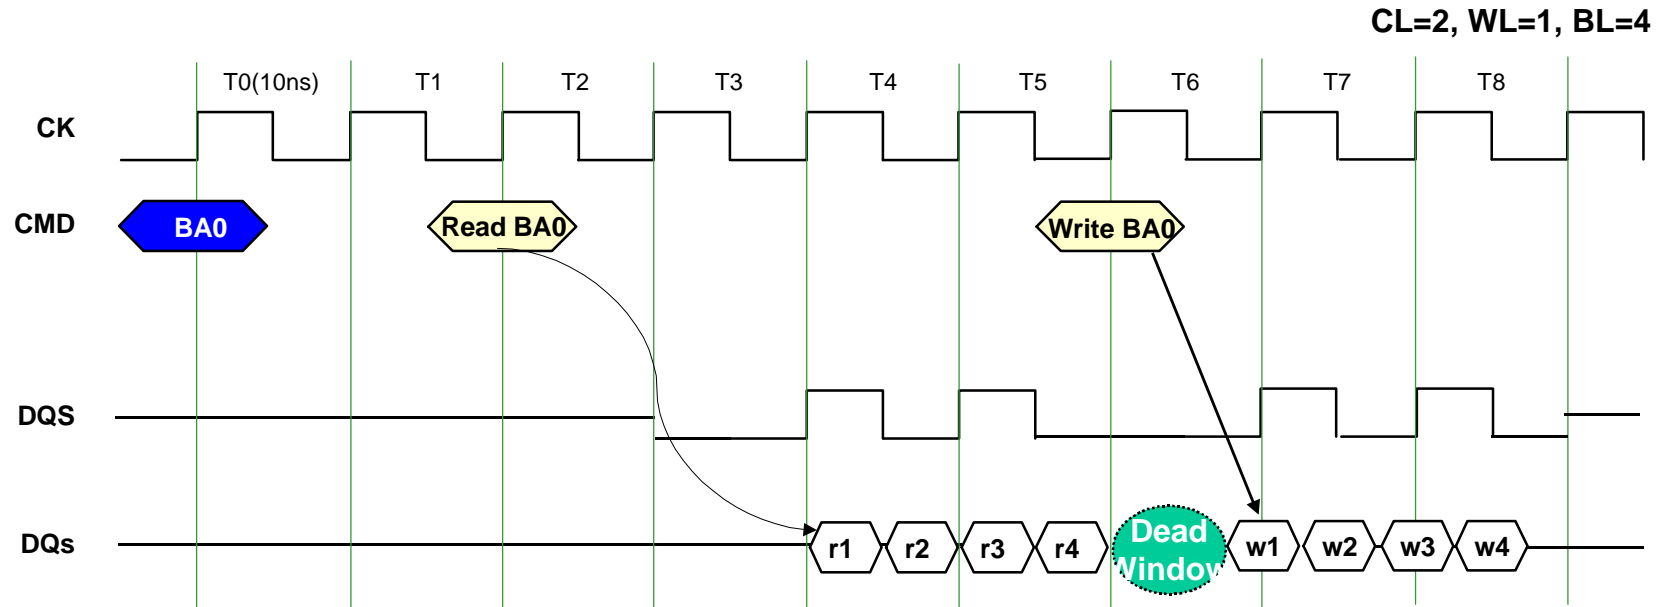 CL=2, WL=1, BL=4
T0(10ns) T1 T2 T3 T4 T5 T6 T7 T8
CK
CMD BA0 Read BA0 Write BA0
DQS
DQs r1 r2 r3 r4 Dead Window w1 w2 w3 w4